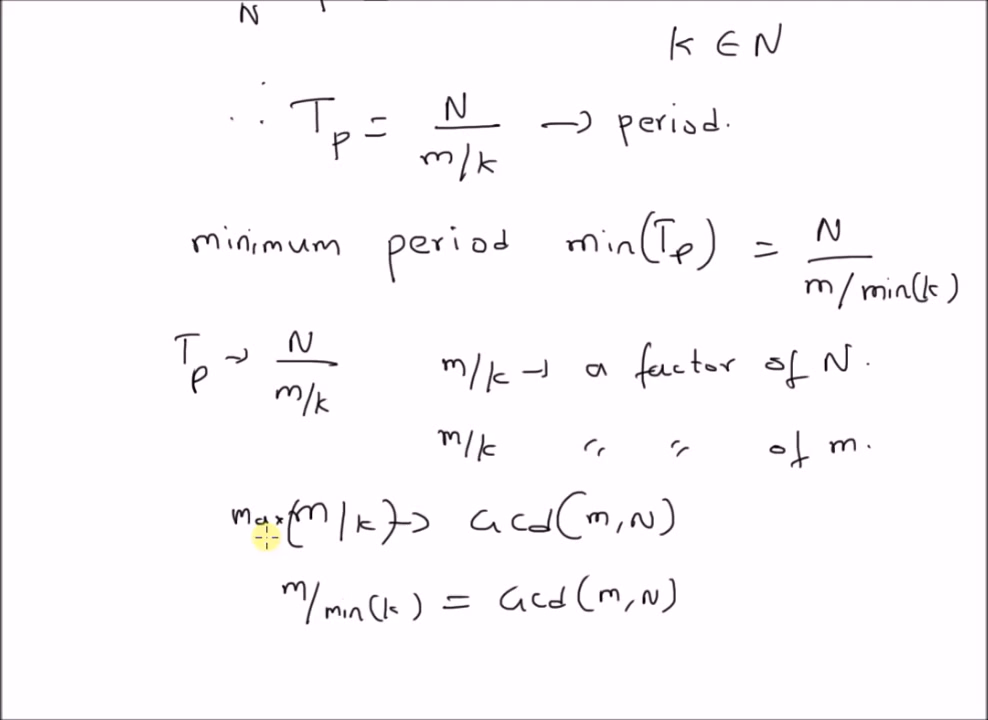 N
k ∈ N
∴ Tp = N / m/k → period.
minimum period min(Tp) = N / m/min(k)
Tp → N / m/k m/k → a factor of N.
m/k " " of m.
max(m/k) → Gcd(m,N)
m/min(k) = Gcd(m,N)